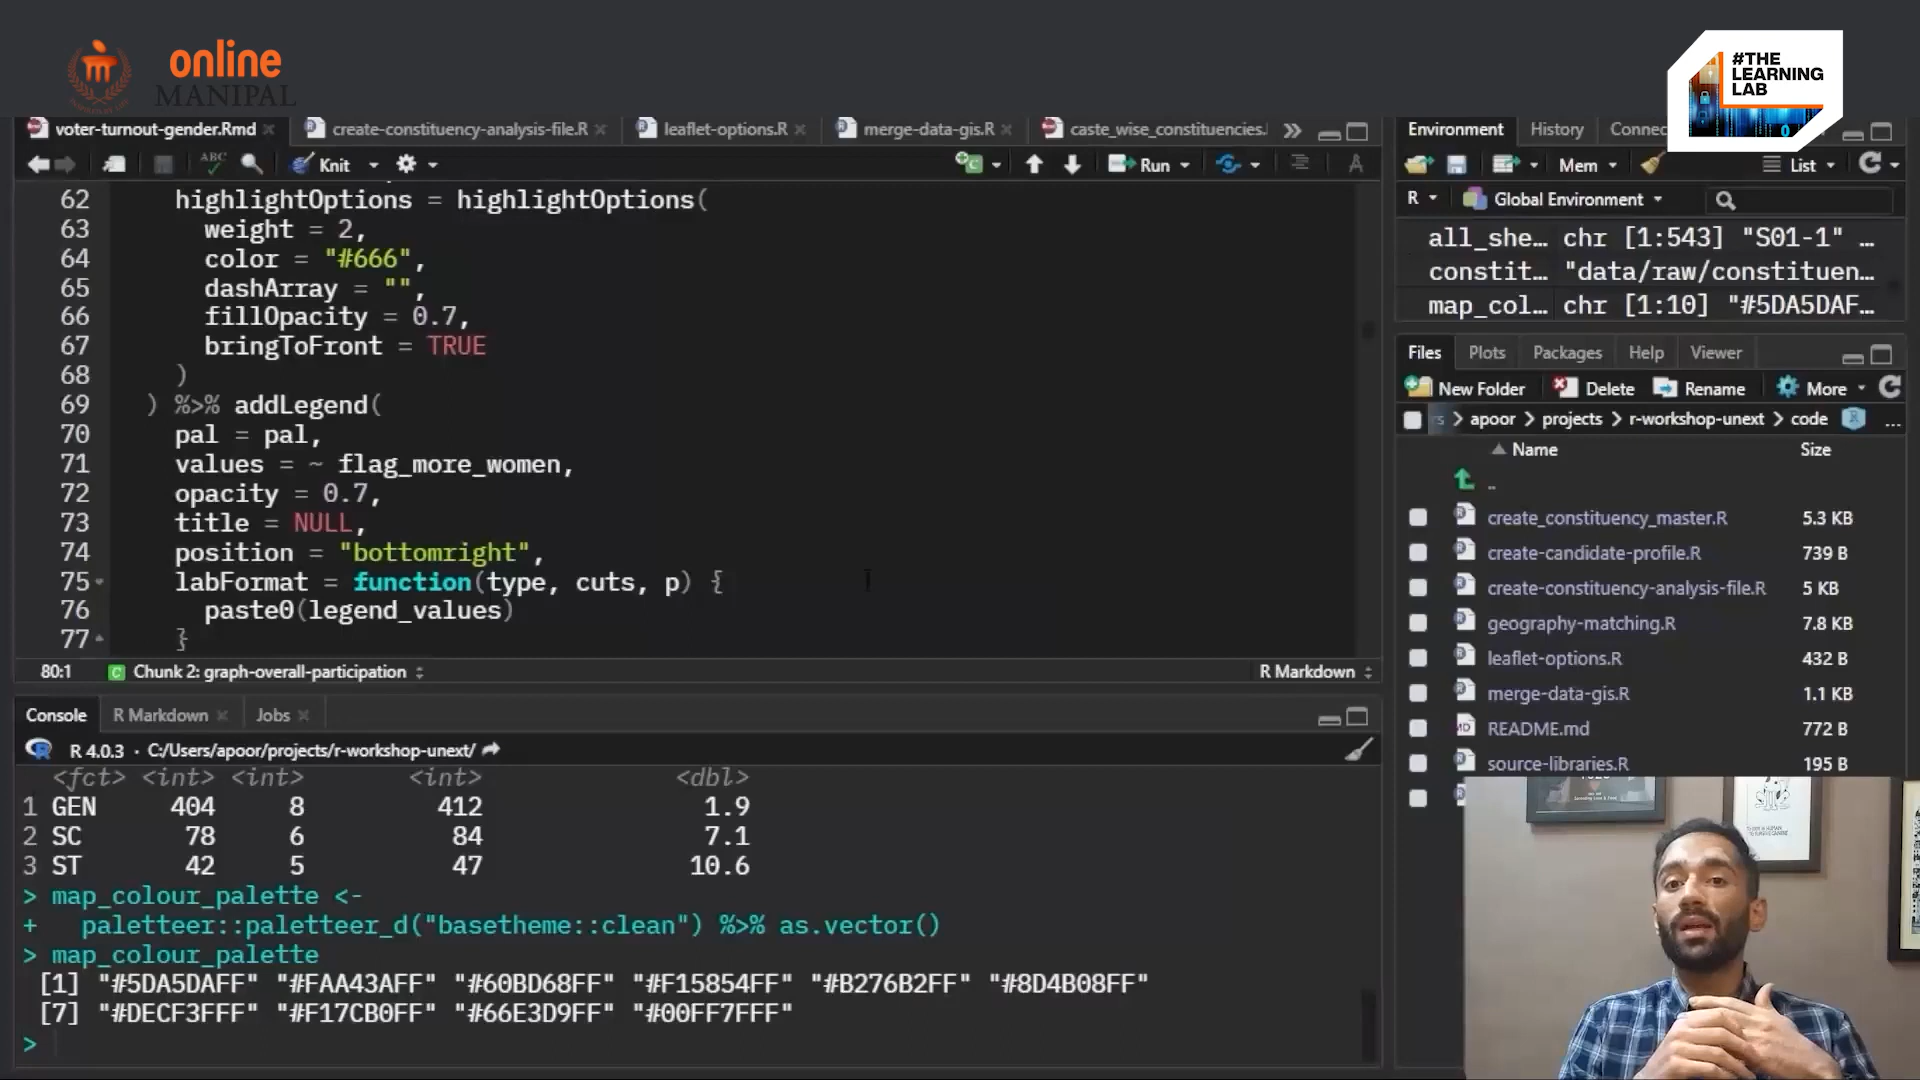 online
MANIPAL
#THE
LEARNING
LAB
voter-turnout-gender.Rmd
create-constituency-analysis-file.R
leaflet-options.R
merge-data-gis.R
caste_wise_constituencies.
ABC
Knit
Run
62 highlightOptions = highlightOptions(
63 weight = 2,
64 color = "#666",
65 dashArray = "",
66 fillOpacity = 0.7,
67 bringToFront = TRUE
68 )
69 ) %>% addLegend(
70 pal = pal,
71 values = ~ flag_more_women,
72 opacity = 0.7,
73 title = NULL,
74 position = "bottomright",
75 labFormat = function(type, cuts, p) {
76 paste0(legend_values)
77 }
80:1 Chunk 2: graph-overall-participation R Markdown
Console R Markdown Jobs
R 4.0.3 · C:/Users/apoor/projects/r-workshop-unext/
<fct> <int> <int> <int> <dbl>
1 GEN 404 8 412 1.9
2 SC 78 6 84 7.1
3 ST 42 5 47 10.6
> map_colour_palette <-
+ paletteer::paletteer_d("basetheme::clean") %>% as.vector()
> map_colour_palette
[1] "#5DA5DAFF" "#FAA43AFF" "#60BD68FF" "#F15854FF" "#B276B2FF" "#8D4B08FF"
[7] "#DECF3FFF" "#F17CB0FF" "#66E3D9FF" "#00FF7FFF"
>
Environment History Connec
Mem List
R Global Environment
all_she… chr [1:543] "S01-1" …
constit… "data/raw/constituen…
map_col… chr [1:10] "#5DA5DAF…
Files Plots Packages Help Viewer
New Folder Delete Rename More
> apoor > projects > r-workshop-unext > code …
Name Size
..
create_constituency_master.R 5.3 KB
create-candidate-profile.R 739 B
create-constituency-analysis-file.R 5 KB
geography-matching.R 7.8 KB
leaflet-options.R 432 B
merge-data-gis.R 1.1 KB
README.md 772 B
source-libraries.R 195 B